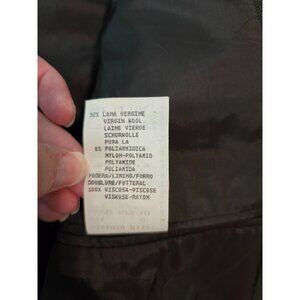 92% LANA VERGINE
VIRGIN WOOL
LAINE VIERGE
SCHURWOLLE
PURA LA
8% POLIAMMIDICA
NYLON-POLYAMID
POLYAMIDE
POLIAMIDA
FODERA/LINING/FORRO
DOUBLURE/FUTTERAL
100% VISCOSA-VISCOSE
VISKOSE-RAYON